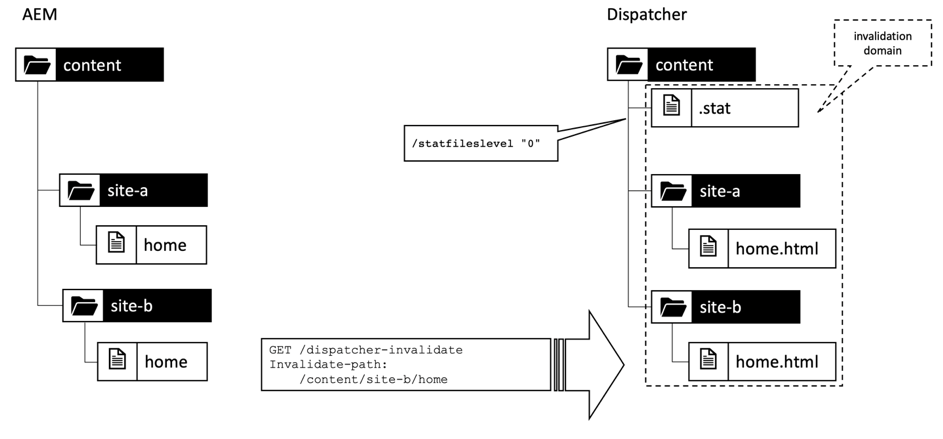 AEM
content
site-a
home
site-b
home
GET /dispatcher-invalidate
Invalidate-path:
/content/site-b/home
Dispatcher
invalidation
domain
content
.stat
/statfileslevel "0"
site-a
home.html
site-b
home.html